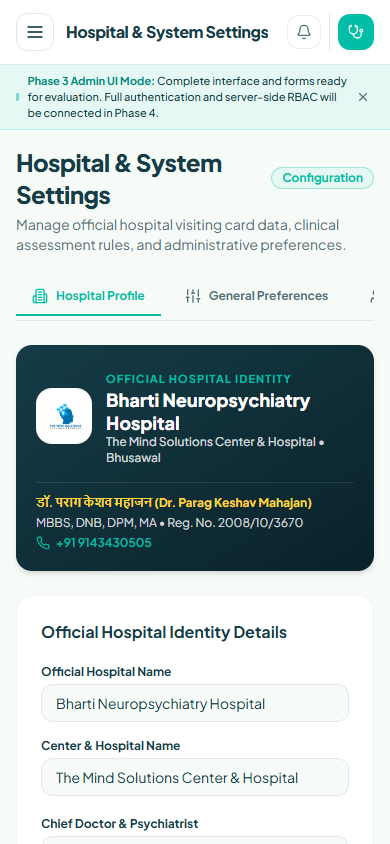 Hospital & System Settings
Phase 3 Admin UI Mode: Complete interface and forms ready
for evaluation. Full authentication and server-side RBAC will
be connected in Phase 4.
Hospital & System
Settings
Configuration
Manage official hospital visiting card data, clinical
assessment rules, and administrative preferences.
Hospital Profile
General Preferences
OFFICIAL HOSPITAL IDENTITY
Bharti Neuropsychiatry
Hospital
The Mind Solutions Center & Hospital •
Bhusawal
डॉ. पराग केशव महाजन (Dr. Parag Keshav Mahajan)
MBBS, DNB, DPM, MA • Reg. No. 2008/10/3670
+91 9143430505
Official Hospital Identity Details
Official Hospital Name
Bharti Neuropsychiatry Hospital
Center & Hospital Name
The Mind Solutions Center & Hospital
Chief Doctor & Psychiatrist